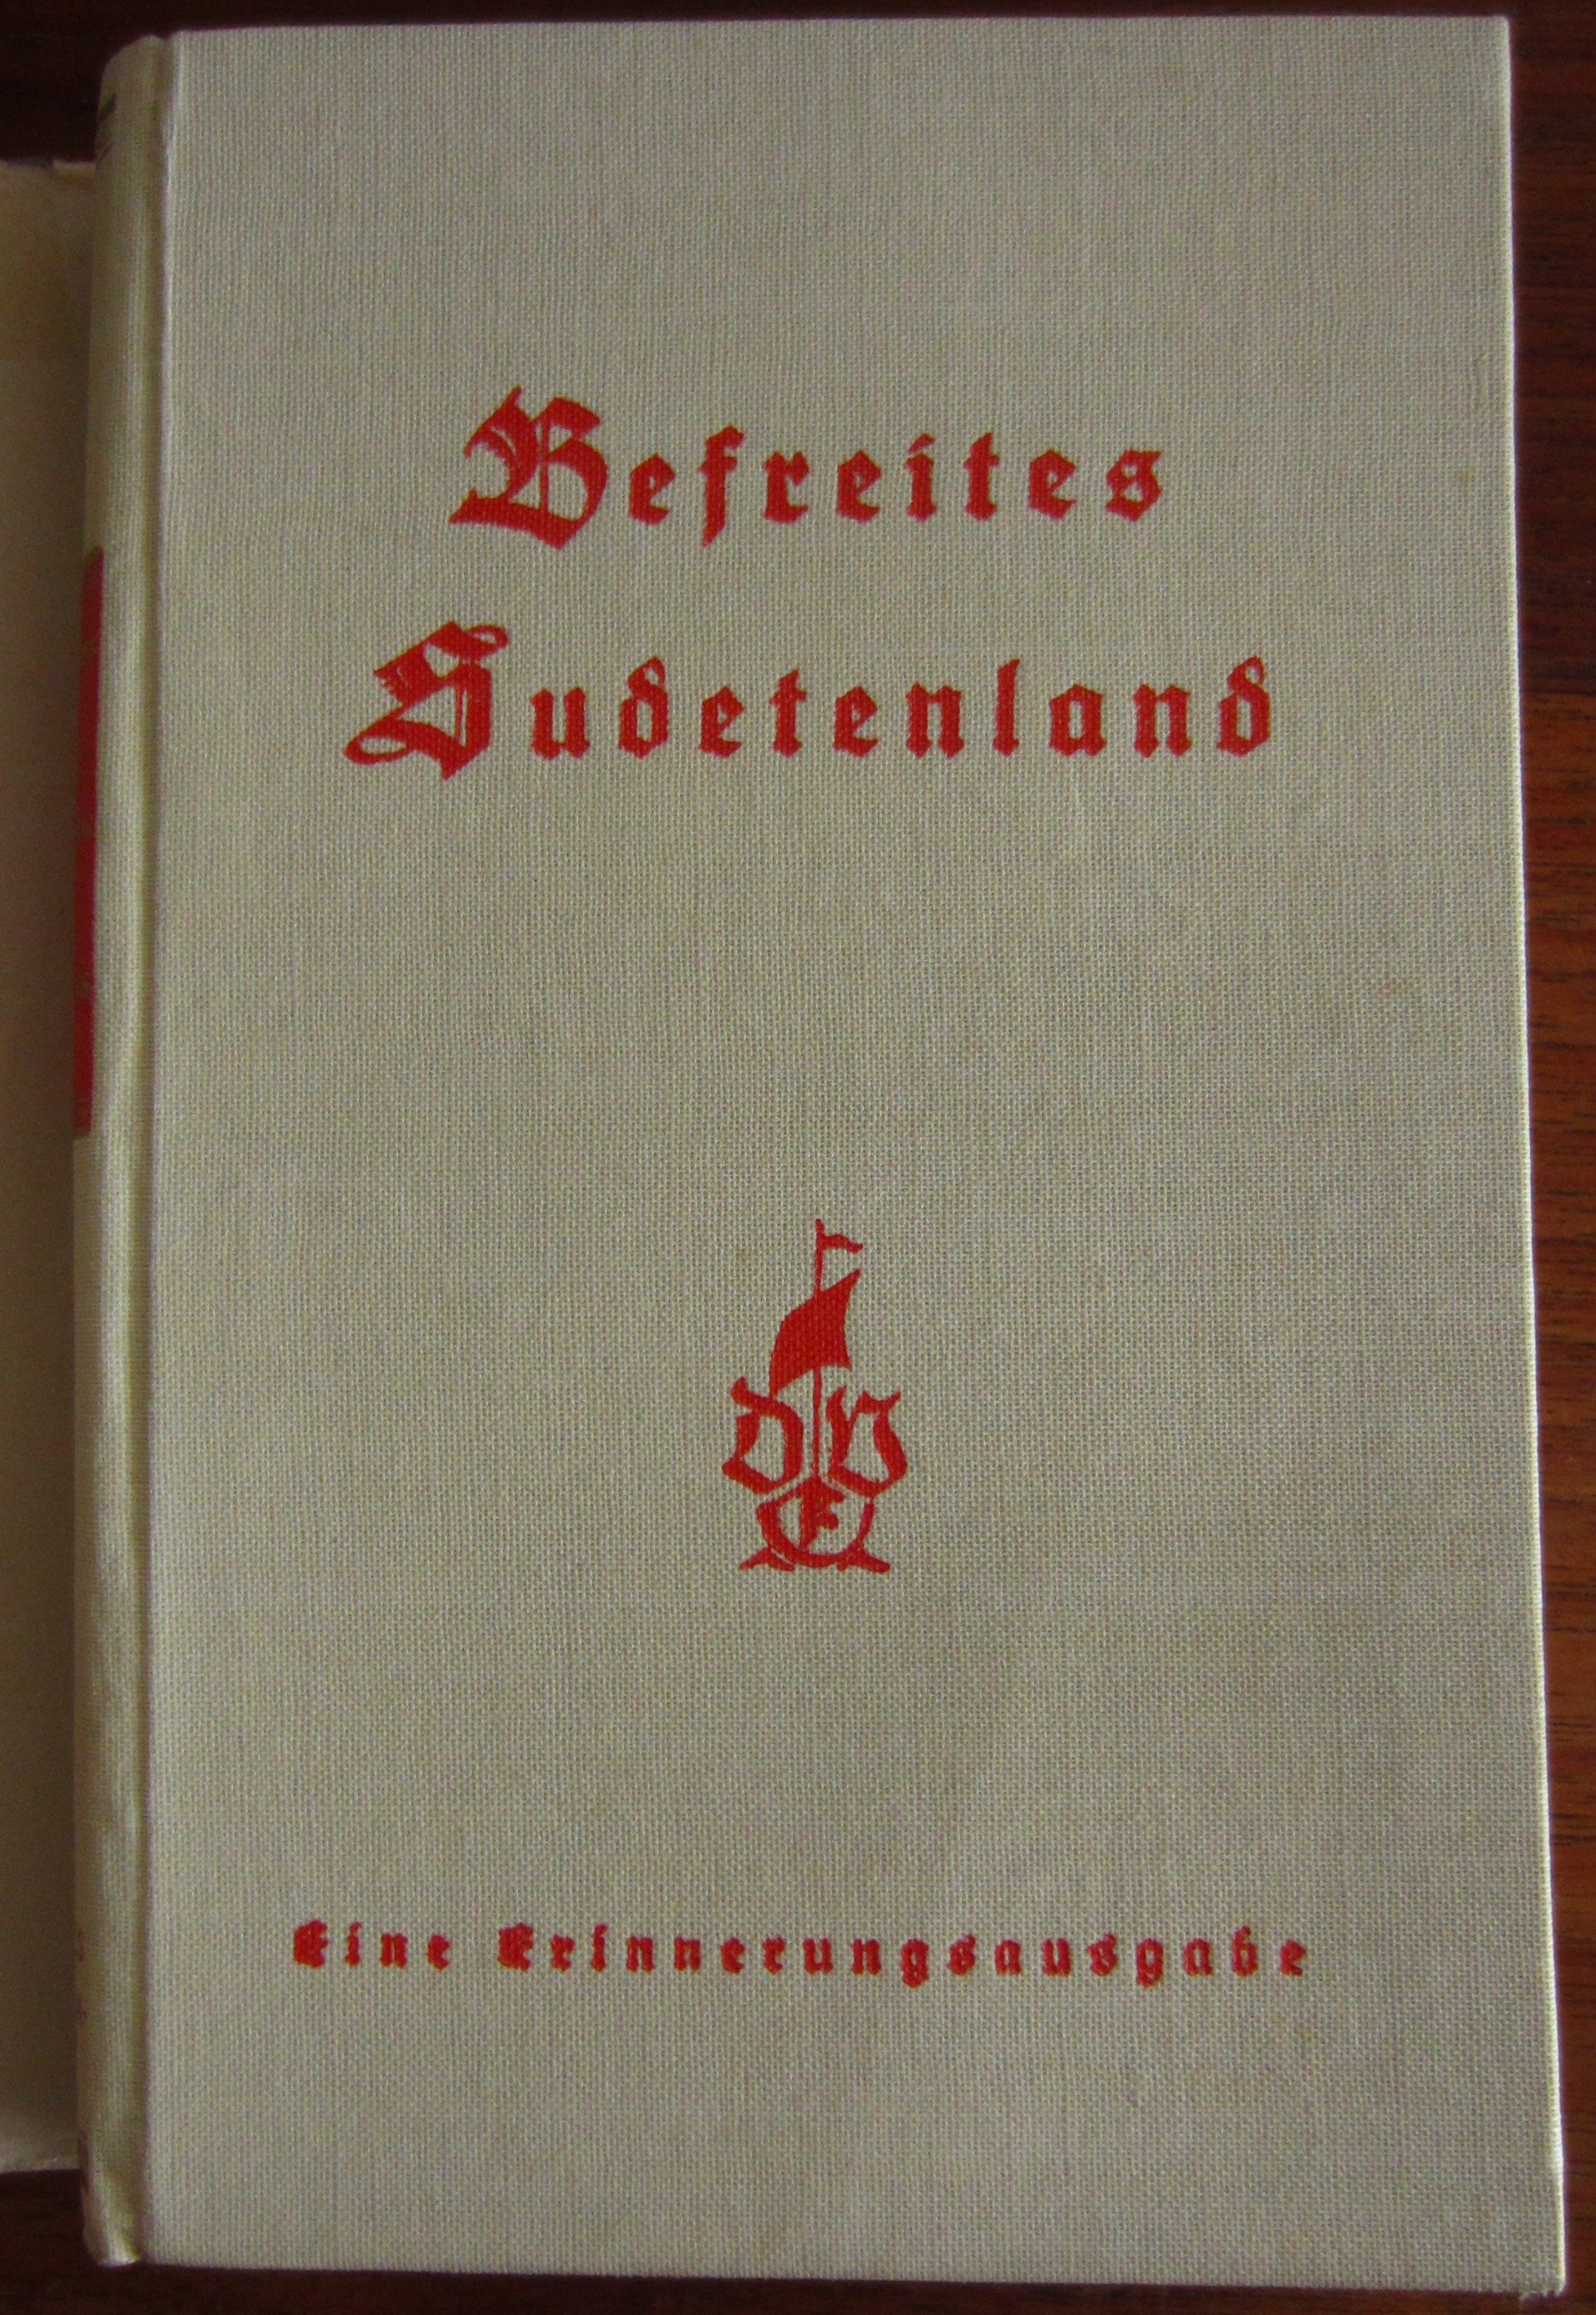 Befreites
Sudetenland
D V
E
Eine Erinnerungsausgabe